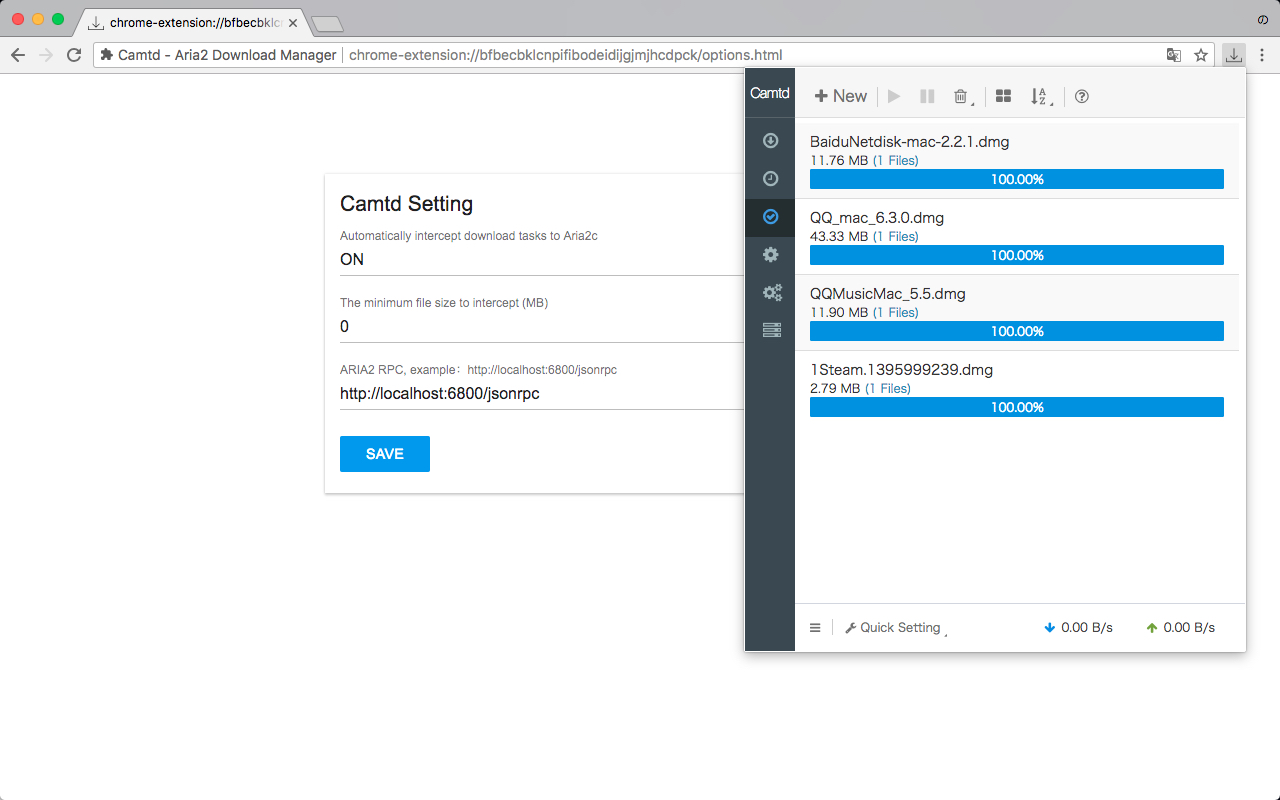 chrome-extension://bfbecbklcn
の
Camtd - Aria2 Download Manager
chrome-extension://bfbecbklcnpifibodeidijgjmjhcdpck/options.html
Camtd Setting
Automatically intercept download tasks to Aria2c
ON
The minimum file size to intercept (MB)
0
ARIA2 RPC, example：http://localhost:6800/jsonrpc
http://localhost:6800/jsonrpc
SAVE
Camtd
New
BaiduNetdisk-mac-2.2.1.dmg
11.76 MB (1 Files)
100.00%
QQ_mac_6.3.0.dmg
43.33 MB (1 Files)
100.00%
QQMusicMac_5.5.dmg
11.90 MB (1 Files)
100.00%
1Steam.1395999239.dmg
2.79 MB (1 Files)
100.00%
Quick Setting
0.00 B/s
0.00 B/s